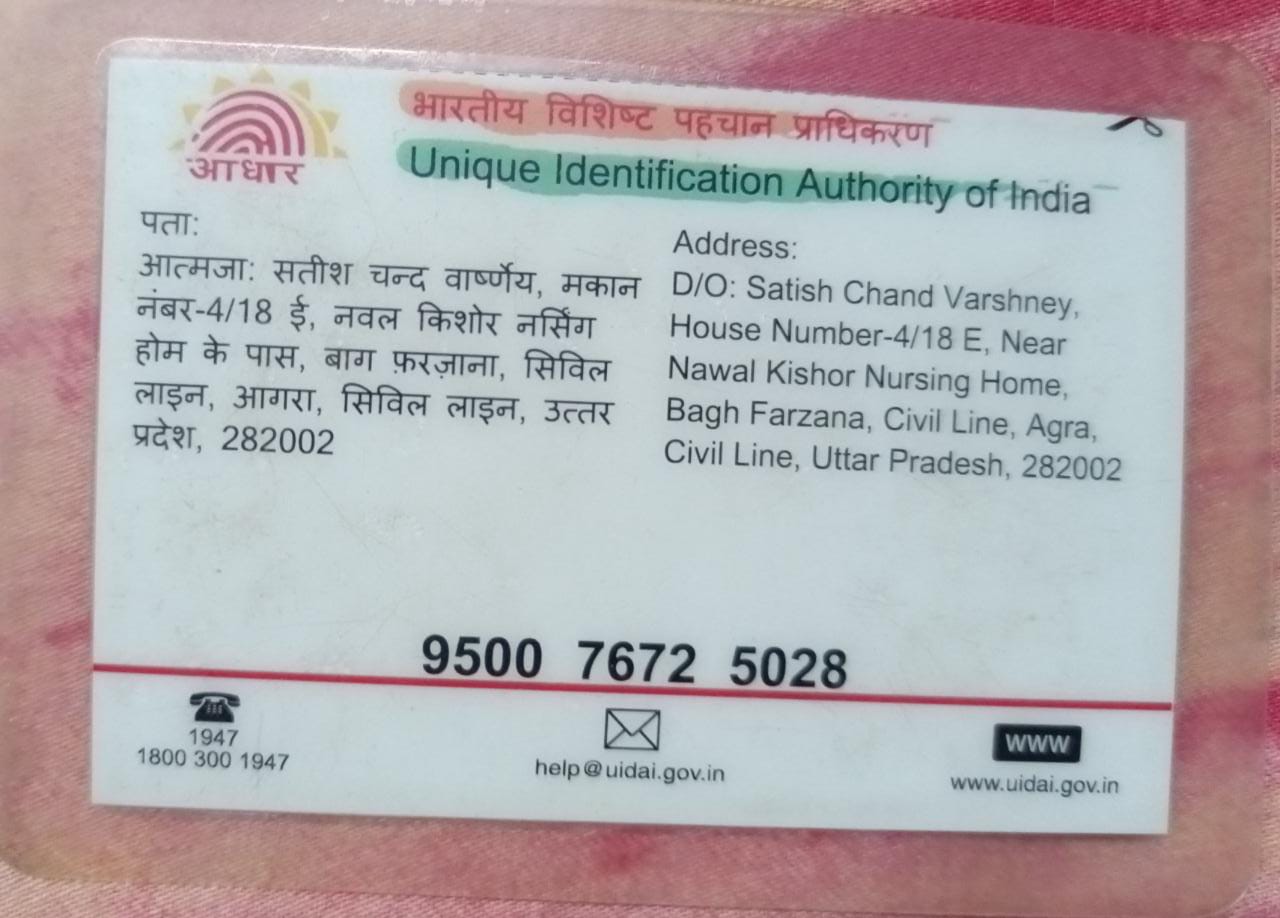 आधार
भारतीय विशिष्ट पहचान प्राधिकरण
Unique Identification Authority of India
पता:
आत्मजा: सतीश चन्द वार्ष्णेय, मकान
नंबर-4/18 ई, नवल किशोर नर्सिंग
होम के पास, बाग फ़रज़ाना, सिविल
लाइन, आगरा, सिविल लाइन, उत्तर
प्रदेश, 282002
Address:
D/O: Satish Chand Varshney,
House Number-4/18 E, Near
Nawal Kishor Nursing Home,
Bagh Farzana, Civil Line, Agra,
Civil Line, Uttar Pradesh, 282002
9500 7672 5028
1947
1800 300 1947
help@uidai.gov.in
www
www.uidai.gov.in